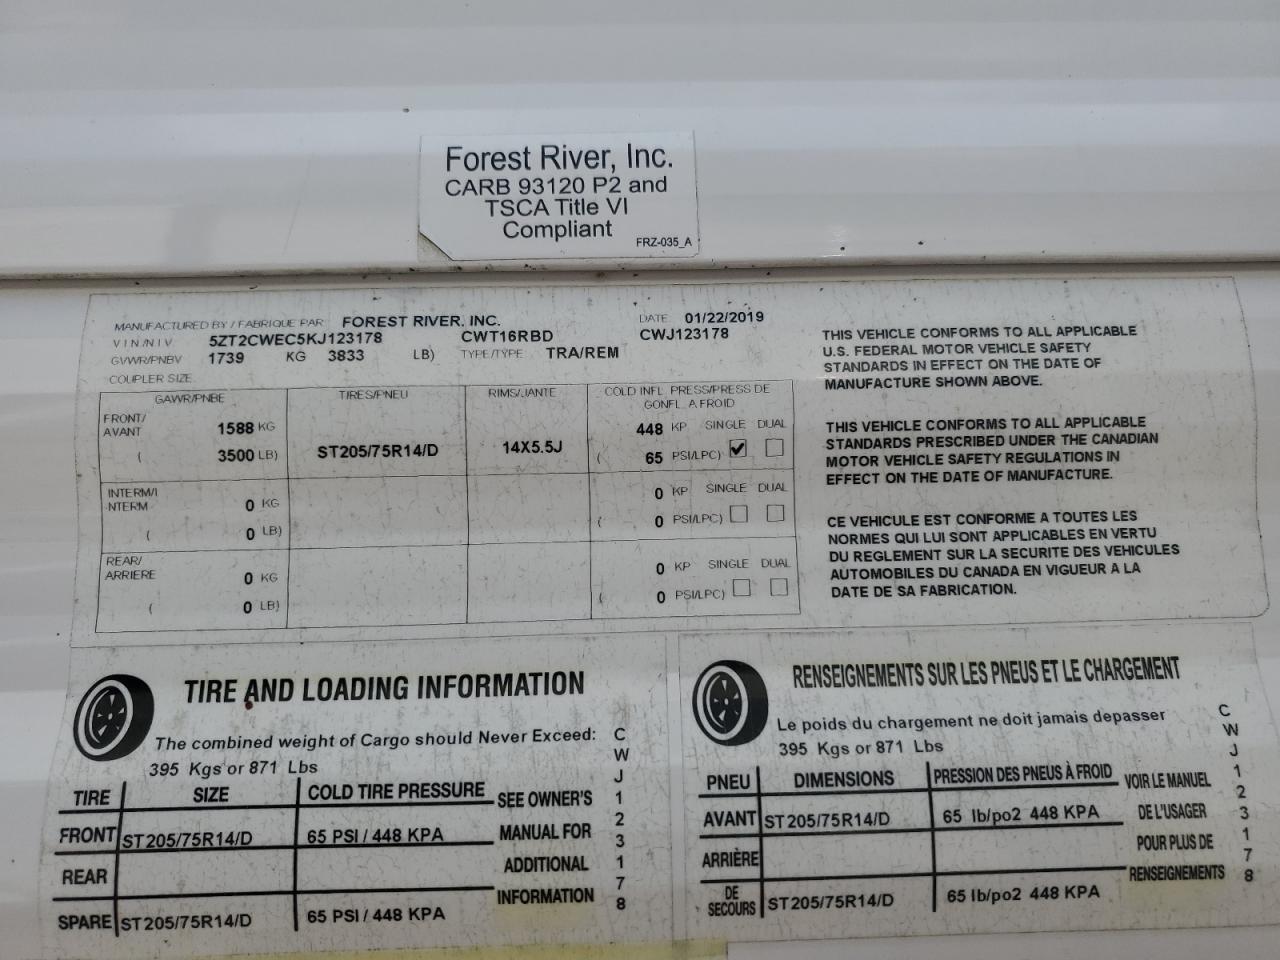 Forest River, Inc.
CARB 93120 P2 and
TSCA Title VI
Compliant
FRZ-035_A
MANUFACTURED BY / FABRIQUE PAR FOREST RIVER, INC. DATE 01/22/2019
V I N /N I V 5ZT2CWEC5KJ123178 CWT16RBD CWJ123178
GVWR/PNBV 1739 KG 3833 LB) TYPE/TYPE TRA/REM
COUPLER SIZE
GAWR/PNBE TIRES/PNEU RIMS/JANTE COLD INFL PRESS/PRESS DE
GONFL A FROID
FRONT/
AVANT 1588 KG 448 KP SINGLE DUAL
( 3500 LB) ST205/75R14/D 14X5.5J ( 65 PSI/LPC) ✔
INTERM/I
NTERM 0 KG 0 KP SINGLE DUAL
( 0 LB) ( 0 PSI/LPC)
REAR/
ARRIERE 0 KG 0 KP SINGLE DUAL
( 0 LB) ( 0 PSI/LPC)
THIS VEHICLE CONFORMS TO ALL APPLICABLE
U.S. FEDERAL MOTOR VEHICLE SAFETY
STANDARDS IN EFFECT ON THE DATE OF
MANUFACTURE SHOWN ABOVE.
THIS VEHICLE CONFORMS TO ALL APPLICABLE
STANDARDS PRESCRIBED UNDER THE CANADIAN
MOTOR VEHICLE SAFETY REGULATIONS IN
EFFECT ON THE DATE OF MANUFACTURE.
CE VEHICULE EST CONFORME A TOUTES LES
NORMES QUI LUI SONT APPLICABLES EN VERTU
DU REGLEMENT SUR LA SECURITE DES VEHICULES
AUTOMOBILES DU CANADA EN VIGUEUR A LA
DATE DE SA FABRICATION.
TIRE AND LOADING INFORMATION
The combined weight of Cargo should Never Exceed:
395 Kgs or 871 Lbs
TIRE SIZE COLD TIRE PRESSURE
FRONT ST205/75R14/D 65 PSI / 448 KPA
REAR
SPARE ST205/75R14/D 65 PSI / 448 KPA
SEE OWNER'S
MANUAL FOR
ADDITIONAL
INFORMATION
CWJ123178
RENSEIGNEMENTS SUR LES PNEUS ET LE CHARGEMENT
Le poids du chargement ne doit jamais depasser
395 Kgs or 871 Lbs
PNEU DIMENSIONS PRESSION DES PNEUS À FROID
AVANT ST205/75R14/D 65 lb/po2 448 KPA
ARRIÈRE
DE
SECOURS ST205/75R14/D 65 lb/po2 448 KPA
VOIR LE MANUEL
DE L'USAGER
POUR PLUS DE
RENSEIGNEMENTS
CWJ123178